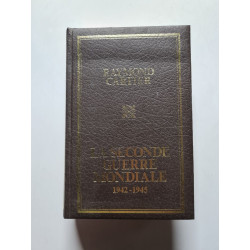 RAYMOND
CARTIER
LA SECONDE
GUERRE
MONDIALE
1942-1945